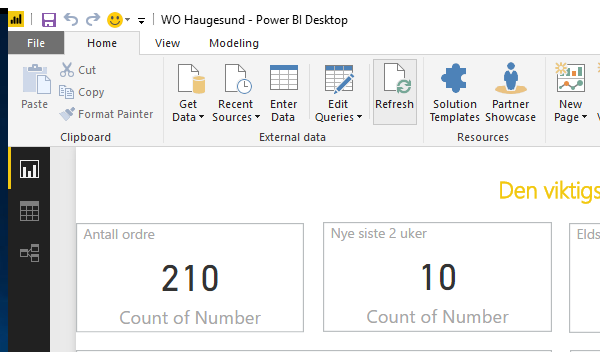 WO Haugesund - Power BI Desktop
File Home View Modeling
Paste
Cut
Copy
Format Painter
Get Data
Recent Sources
Enter Data
Edit Queries
Refresh
Solution Templates
Partner Showcase
New Page
Clipboard External data Resources
Den viktigs
Antall ordre
210
Count of Number
Nye siste 2 uker
10
Count of Number
Elds